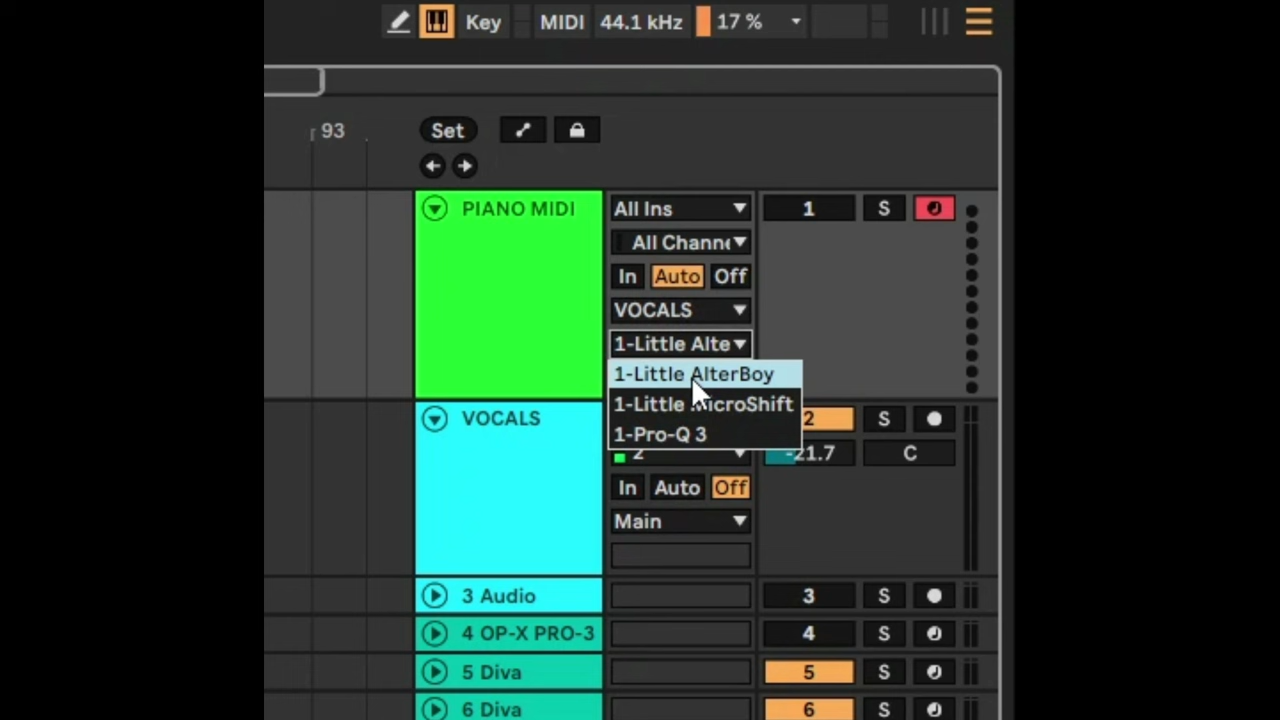 Key MIDI 44.1 kHz 17 %
93 Set
PIANO MIDI All Ins 1 S
All Channe
In Auto Off
VOCALS
1-Little Alte
1-Little AlterBoy
1-Little MicroShift
1-Pro-Q 3
VOCALS 2 S
2 -21.7 C
In Auto Off
Main
3 Audio 3 S
4 OP-X PRO-3 4 S
5 Diva 5 S
6 Diva 6 S